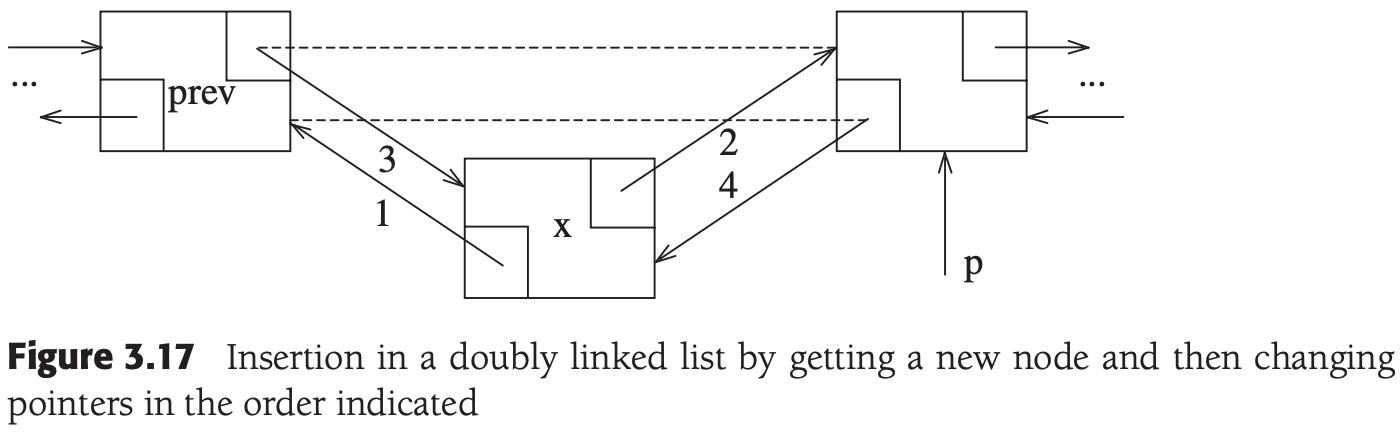 ... prev ...
3 2
1 4
x
p
Figure 3.17 Insertion in a doubly linked list by getting a new node and then changing
pointers in the order indicated